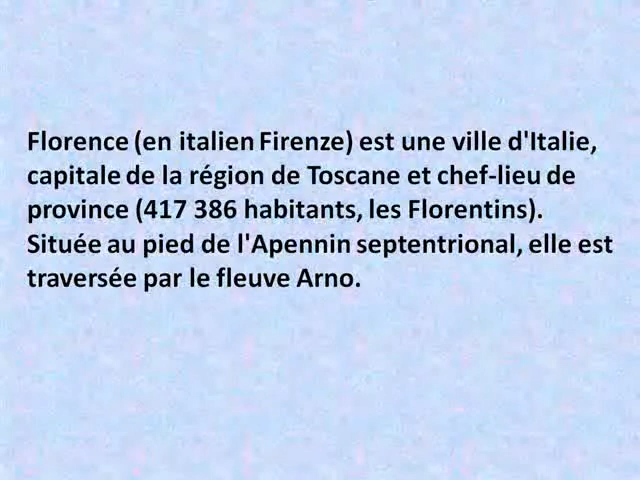 Florence (en italien Firenze) est une ville d'Italie,
capitale de la région de Toscane et chef-lieu de
province (417 386 habitants, les Florentins).
Située au pied de l'Apennin septentrional, elle est
traversée par le fleuve Arno.